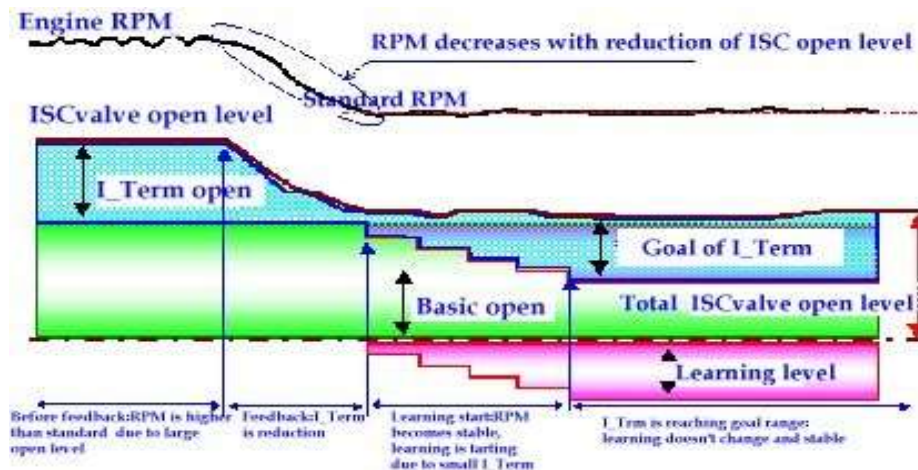 Engine RPM
RPM decreases with reduction of ISC open level
Standard RPM
ISCvalve open level
I_Term open
Goal of I_Term
Basic open
Total ISCvalve open level
Learning level
Before feedback:RPM is higher
than standard due to large
open level
Feedback:I_Term
is reduction
Learning start:RPM
becomes stable,
learning is tarting
due to small I_Term
I_Trm is reaching goal range:
learning doesn't change and stable